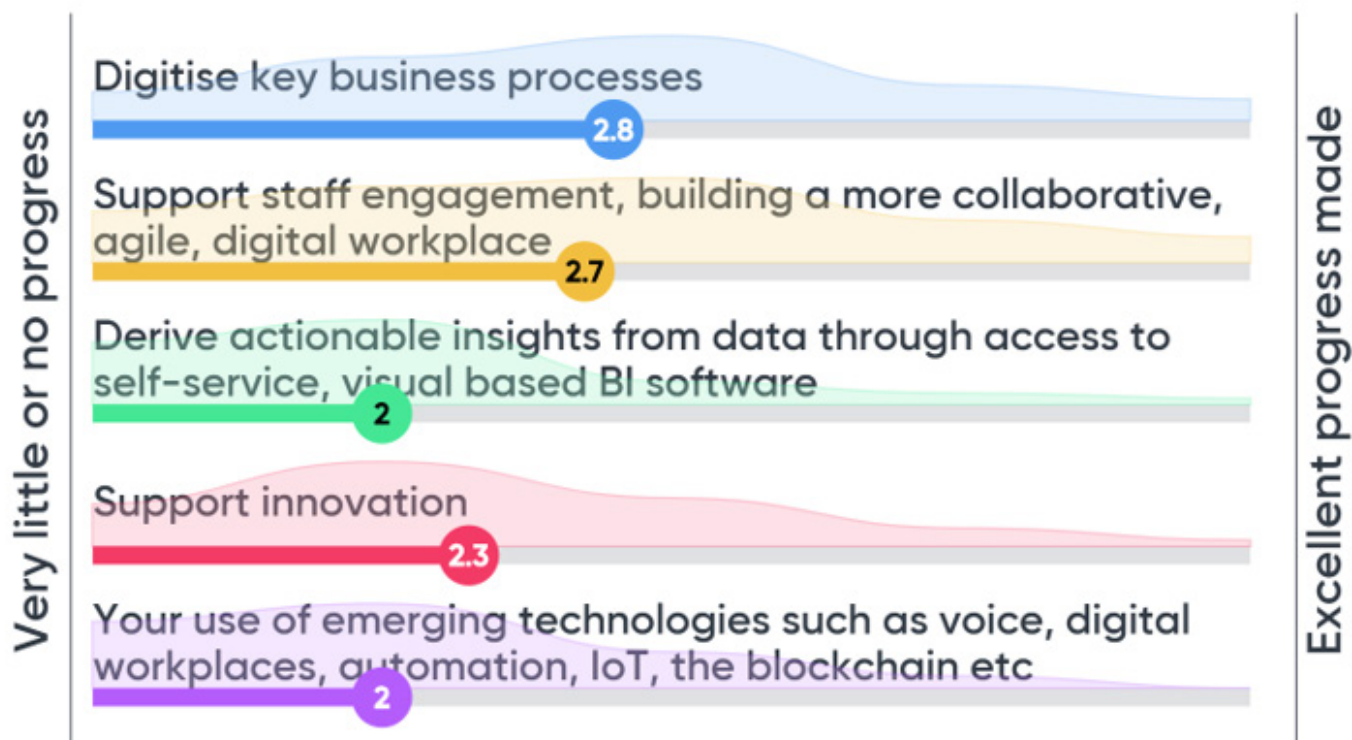 Very little or no progress
Digitise key business processes
2.8
Support staff engagement, building a more collaborative,
agile, digital workplace
2.7
Derive actionable insights from data through access to
self-service, visual based BI software
2
Support innovation
2.3
Your use of emerging technologies such as voice, digital
workplaces, automation, IoT, the blockchain etc
2
Excellent progress made